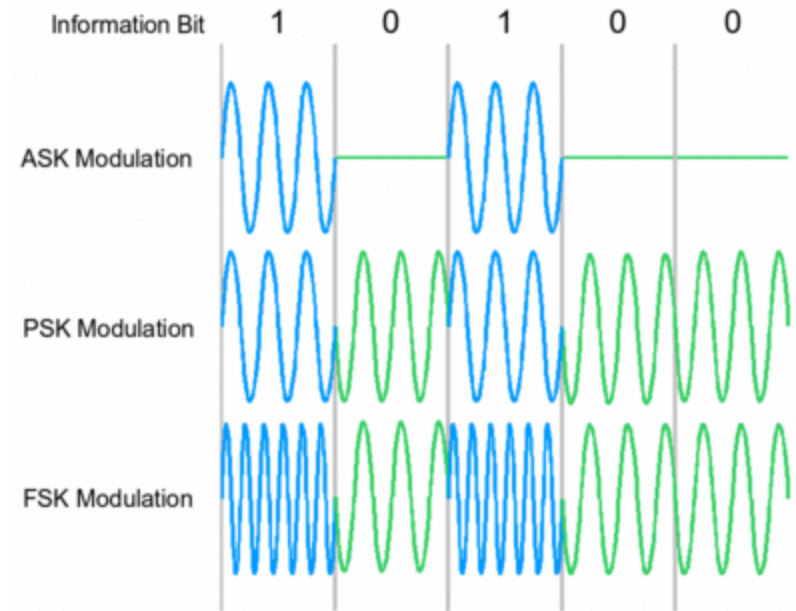 Information Bit 1 0 1 0 0
ASK Modulation
PSK Modulation
FSK Modulation